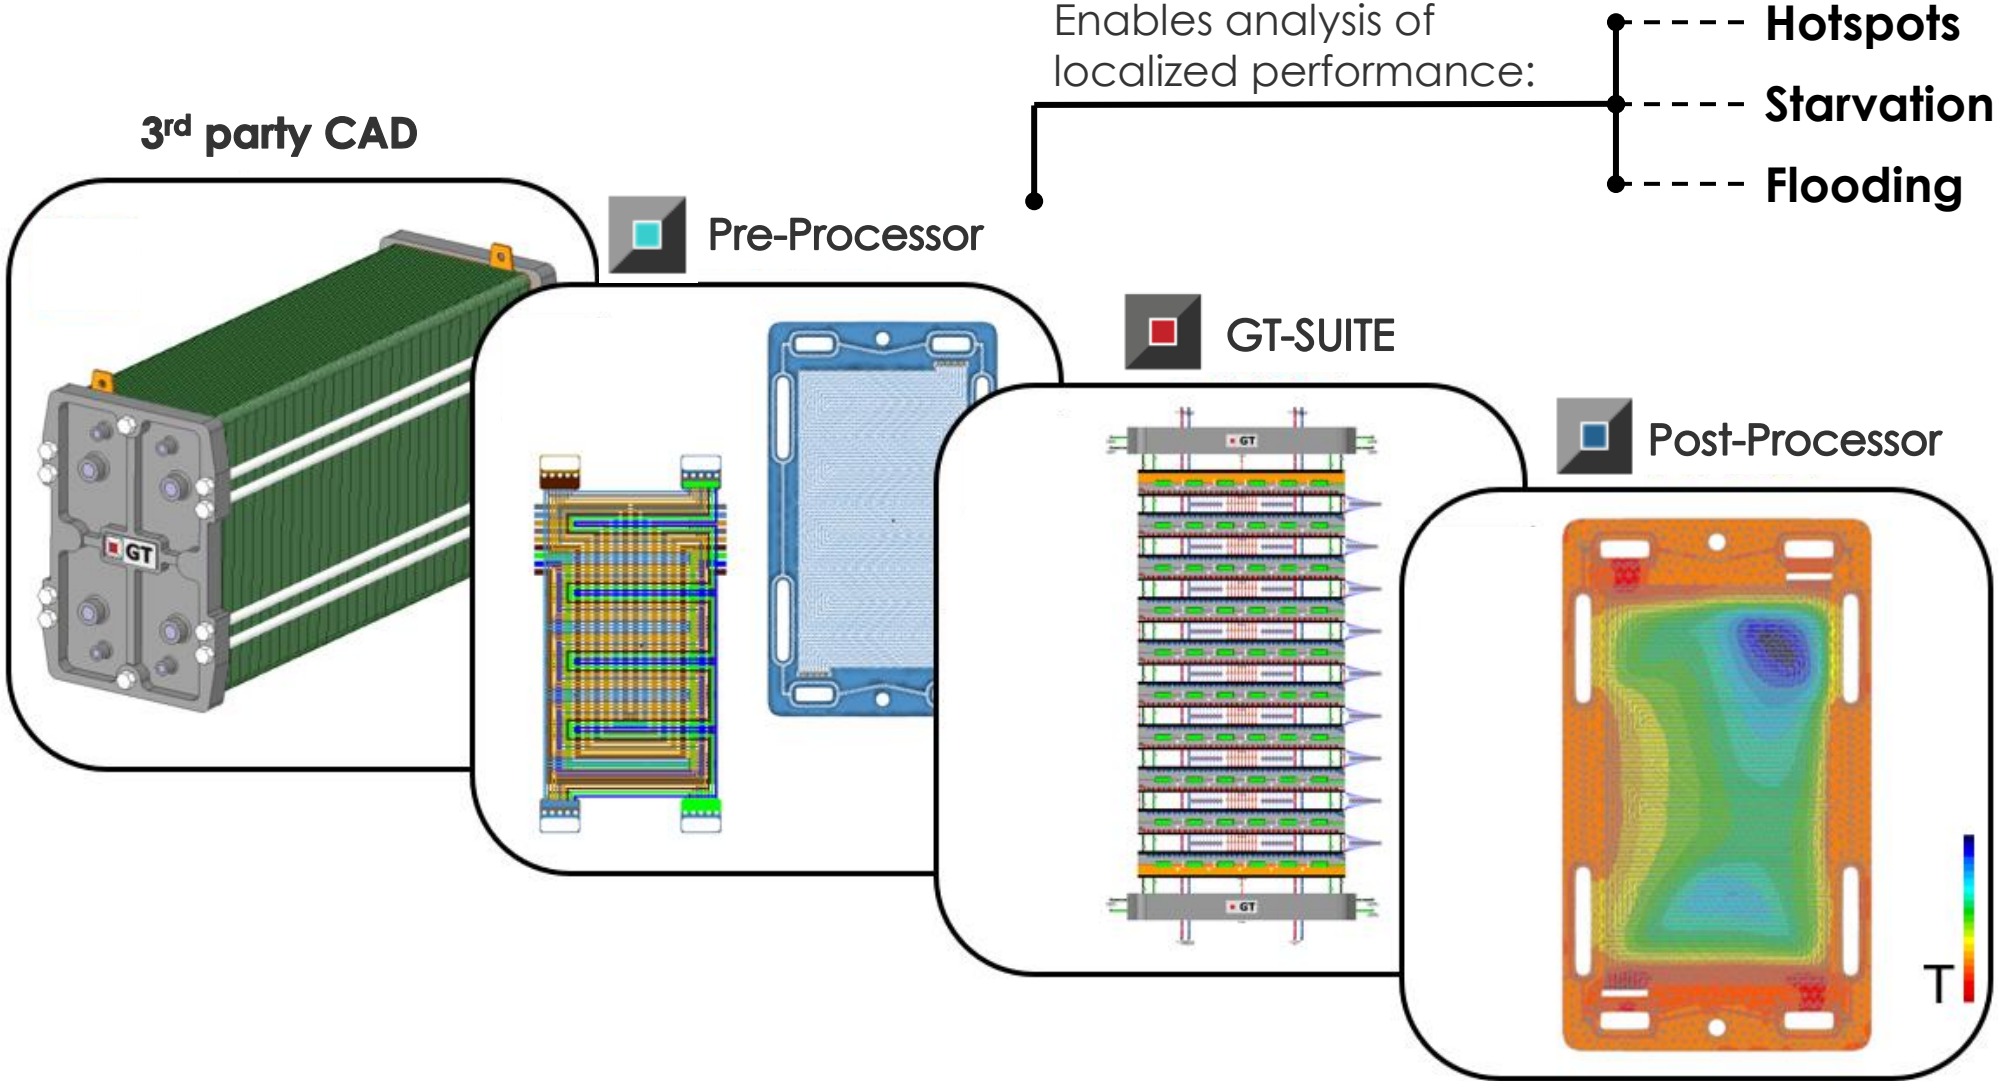 Enables analysis of
localized performance:
Hotspots
Starvation
Flooding
3rd party CAD
Pre-Processor
GT-SUITE
Post-Processor
GT
GT
GT
T